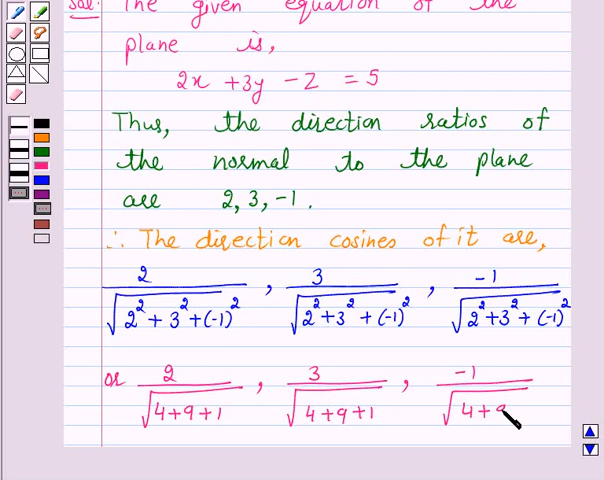 Sol: The given equation of the
plane is,
2x + 3y - z = 5
Thus, the direction ratios of
the normal to the plane
are 2, 3, -1.
∴ The direction cosines of it are,
2/√(2² + 3² + (-1)²), 3/√(2² + 3² + (-1)²), -1/√(2² + 3² + (-1)²)
or 2/√(4+9+1), 3/√(4+9+1), -1/√(4+9